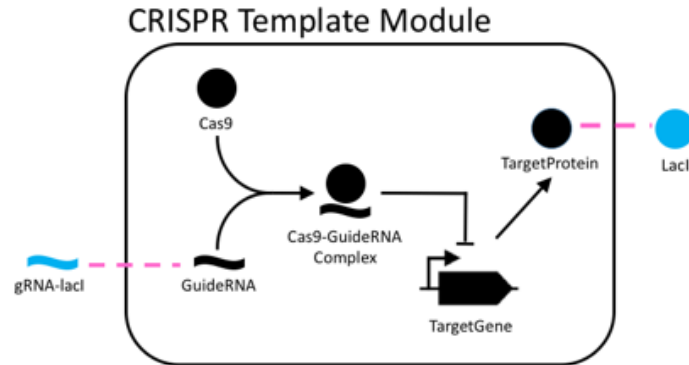 CRISPR Template Module
Cas9
TargetProtein
LacI
Cas9-GuideRNA
Complex
gRNA-lacI
GuideRNA
TargetGene